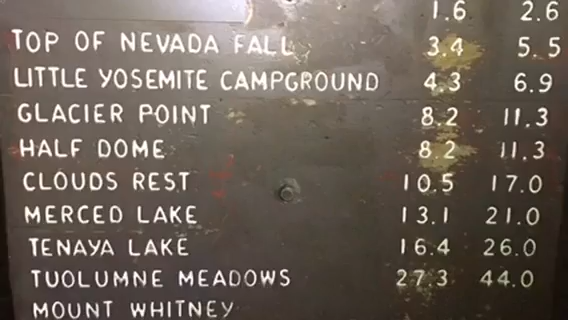 1.6 2.6
TOP OF NEVADA FALL 3.4 5.5
LITTLE YOSEMITE CAMPGROUND 4.3 6.9
GLACIER POINT 8.2 11.3
HALF DOME 8.2 11.3
CLOUDS REST 10.5 17.0
MERCED LAKE 13.1 21.0
TENAYA LAKE 16.4 26.0
TUOLUMNE MEADOWS 27.3 44.0
MOUNT WHITNEY